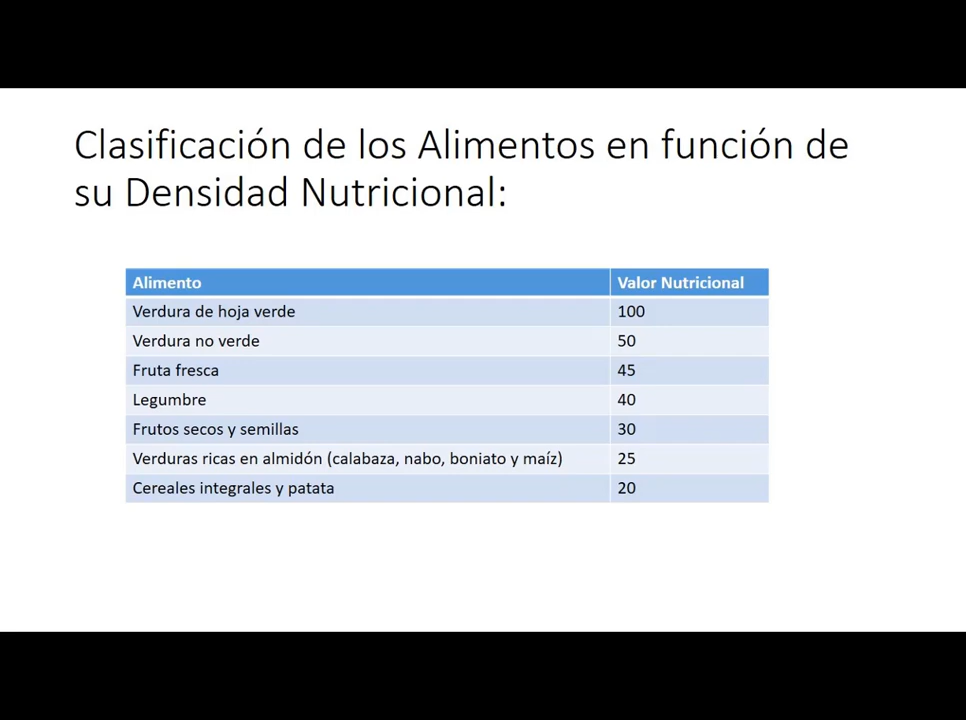 Clasificación de los Alimentos en función de
su Densidad Nutricional:
Alimento Valor Nutricional
Verdura de hoja verde 100
Verdura no verde 50
Fruta fresca 45
Legumbre 40
Frutos secos y semillas 30
Verduras ricas en almidón (calabaza, nabo, boniato y maíz) 25
Cereales integrales y patata 20